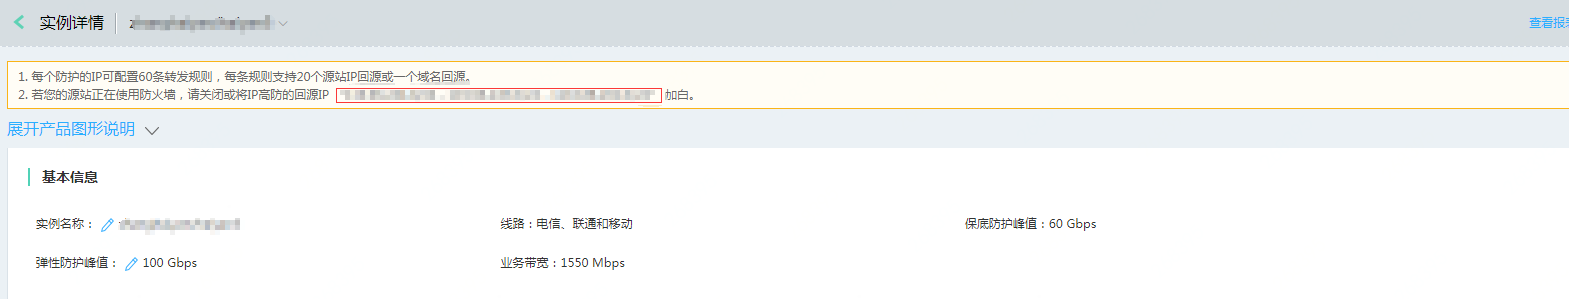 实例详情
查看报表
1. 每个防护的IP可配置60条转发规则，每条规则支持20个源站IP回源或一个域名回源。
2. 若您的源站正在使用防火墙，请关闭或将IP高防的回源IP 加白。
展开产品图形说明
基本信息
实例名称：
线路：电信、联通和移动
保底防护峰值：60 Gbps
弹性防护峰值：100 Gbps
业务带宽：1550 Mbps